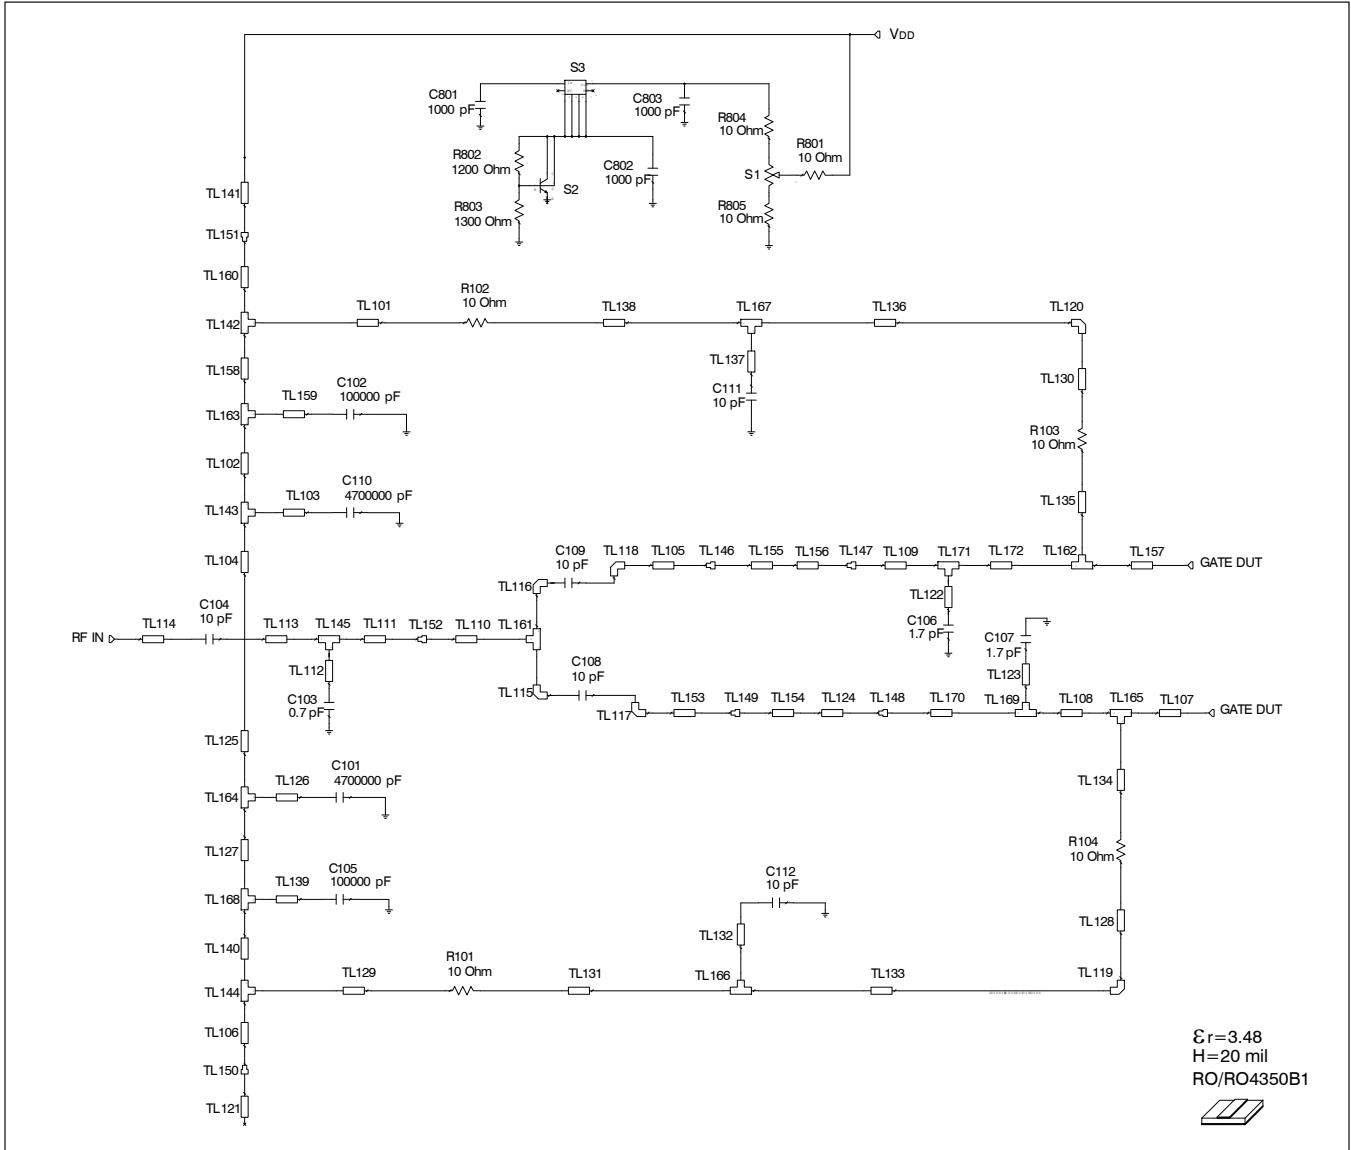 VDD
S3
C801
1000 pF
C803
1000 pF
R804
10 Ohm
R801
10 Ohm
R802
1200 Ohm
C802
1000 pF
S1
S2
R803
1300 Ohm
R805
10 Ohm
TL141
TL151
TL160
R102
10 Ohm
TL101
TL138
TL167
TL136
TL120
TL142
TL137
TL158
C111
10 pF
TL130
C102
100000 pF
TL159
TL163
R103
10 Ohm
TL102
C110
4700000 pF
TL103
TL135
TL143
TL104
C109
10 pF
TL118
TL105
TL146
TL155
TL156
TL147
TL109
TL171
TL172
TL162
TL157
GATE DUT
TL116
TL122
C104
10 pF
C106
1.7 pF
RF IN
TL114
TL113
TL145
TL111
TL152
TL110
TL161
C107
1.7 pF
TL112
C108
10 pF
TL123
C103
0.7 pF
TL115
TL117
TL153
TL149
TL154
TL124
TL148
TL170
TL169
TL108
TL165
TL107
GATE DUT
TL125
C101
4700000 pF
TL126
TL164
TL134
TL127
R104
10 Ohm
C105
100000 pF
TL139
TL168
C112
10 pF
TL128
TL132
TL140
R101
10 Ohm
TL129
TL131
TL166
TL133
TL119
TL144
TL106
TL150
TL121
εr=3.48
H=20 mil
RO/RO4350B1